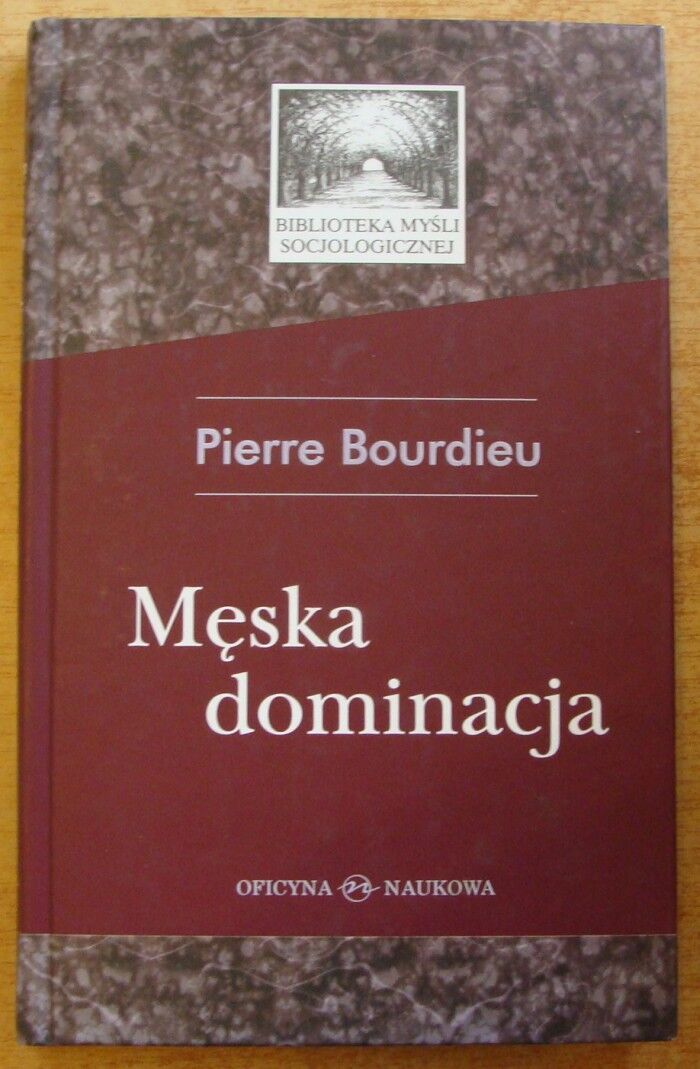 BIBLIOTEKA MYŚLI
SOCJOLOGICZNEJ
Pierre Bourdieu
Męska
dominacja
OFICYNA NAUKOWA